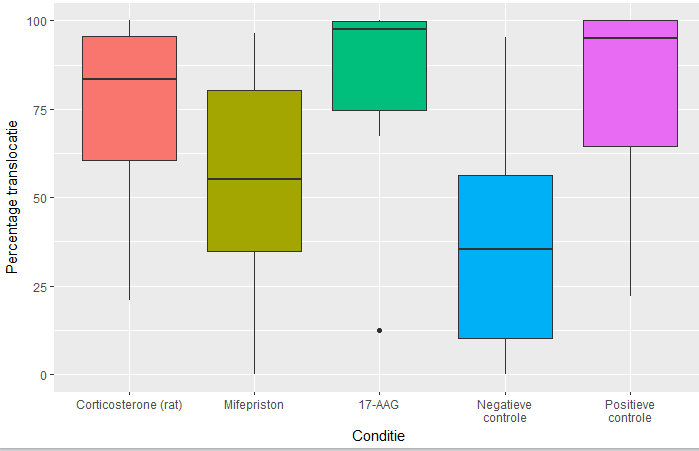 100
75
50
25
0
Percentage translocatie
Corticosterone (rat)
Mifepriston
17-AAG
Negatieve
controle
Positieve
controle
Conditie